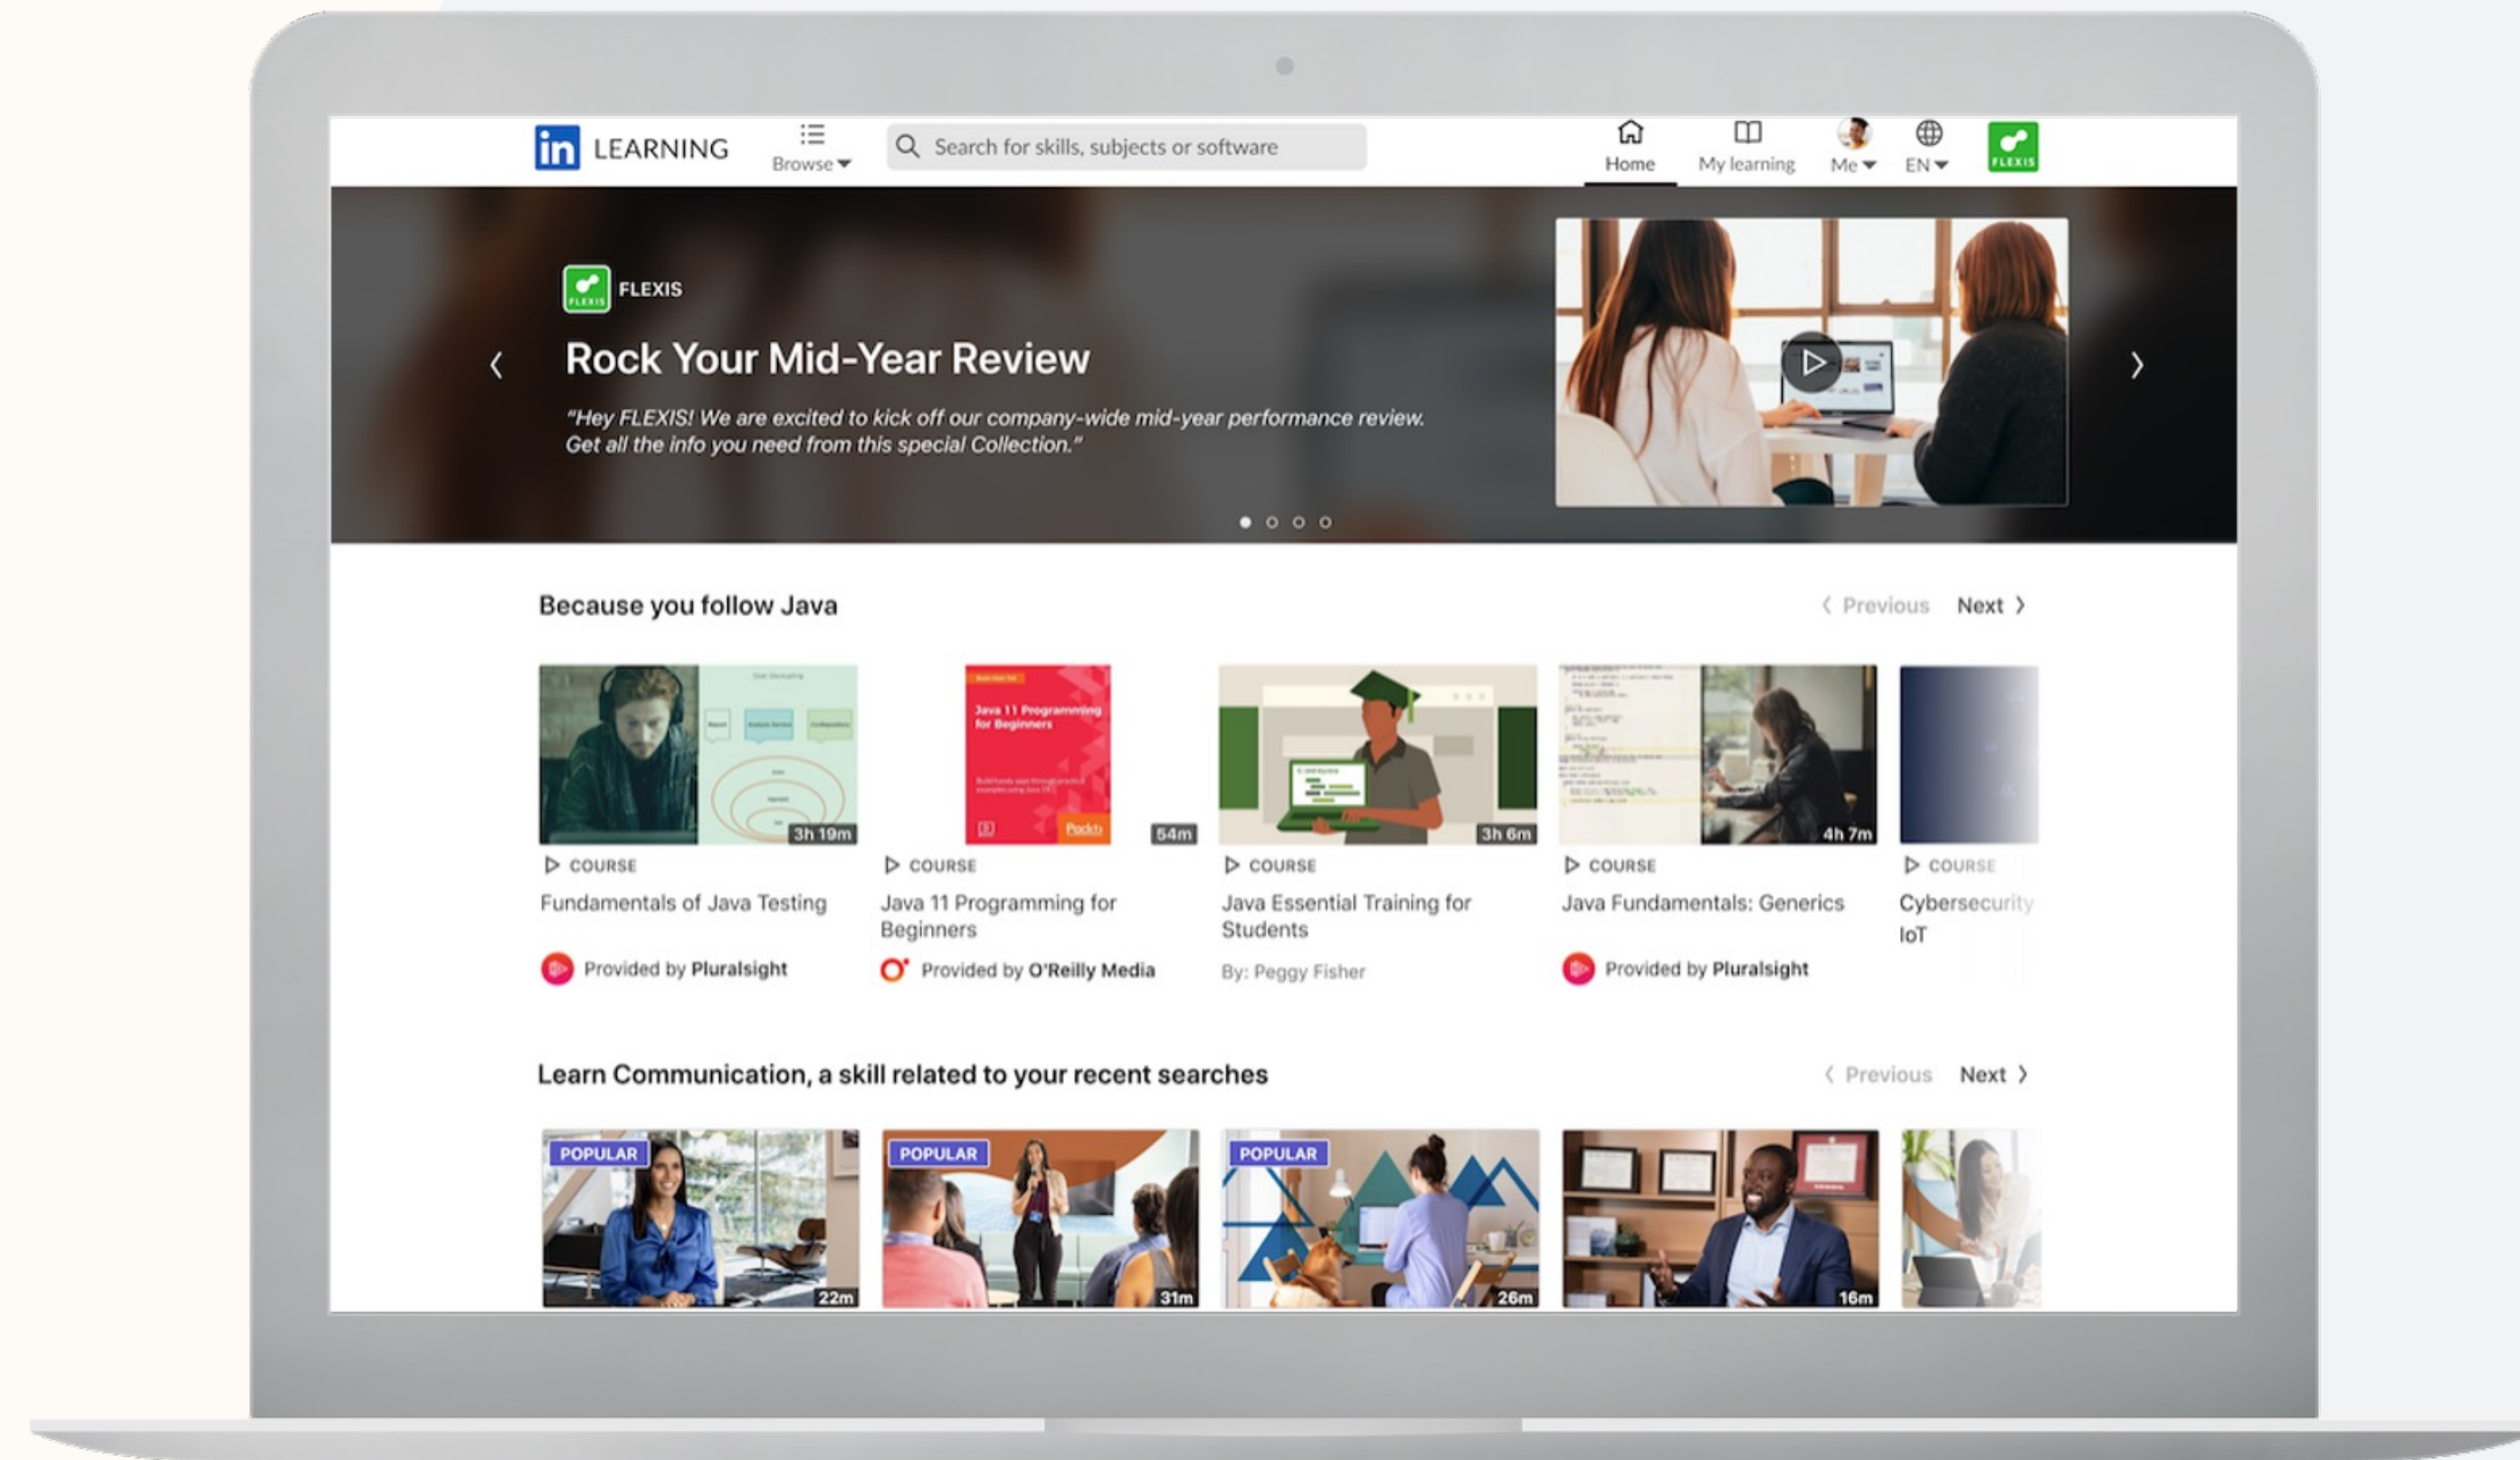 in LEARNING
Browse
Search for skills, subjects or software
Home
My learning
Me
EN
FLEXIS
FLEXIS
FLEXIS
Rock Your Mid-Year Review
"Hey FLEXIS! We are excited to kick off our company-wide mid-year performance review.
Get all the info you need from this special Collection."
Because you follow Java
Previous
Next
3h 19m
Java 11 Programming
for Beginners
Packt
54m
3h 6m
4h 7m
COURSE
Fundamentals of Java Testing
Provided by Pluralsight
COURSE
Java 11 Programming for
Beginners
Provided by O'Reilly Media
COURSE
Java Essential Training for
Students
By: Peggy Fisher
COURSE
Java Fundamentals: Generics
Provided by Pluralsight
COURSE
Cybersecurity
IoT
Learn Communication, a skill related to your recent searches
Previous
Next
POPULAR
22m
POPULAR
31m
POPULAR
26m
16m